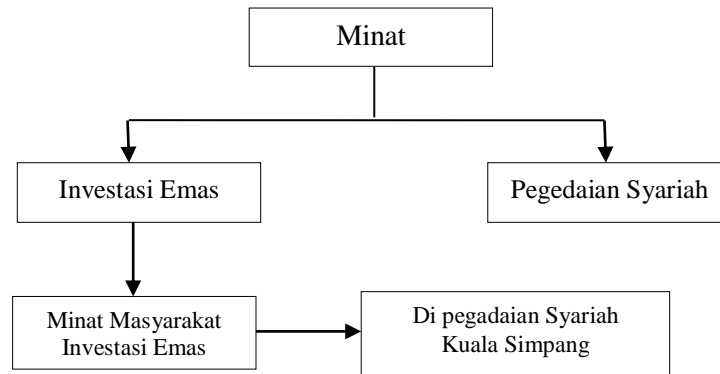 Minat
Investasi Emas
Pegedaian Syariah
Minat Masyarakat
Investasi Emas
Di pegadaian Syariah
Kuala Simpang